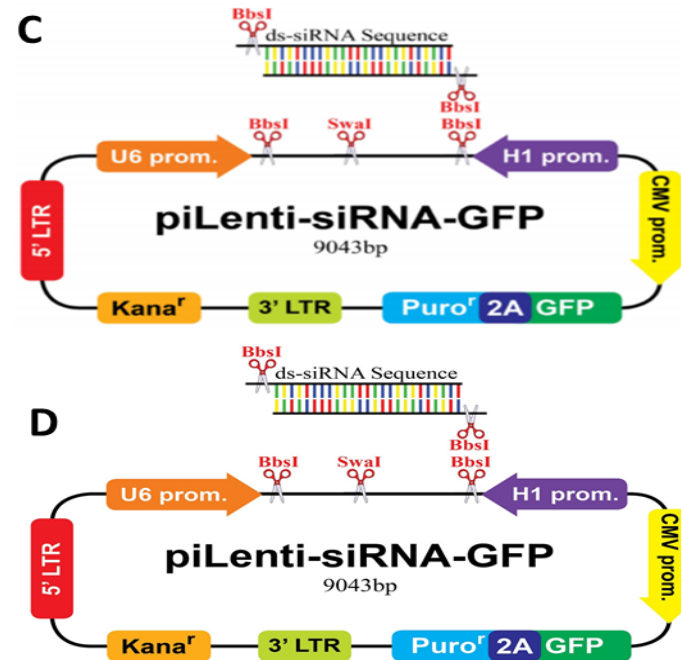 C
BbsI
ds-siRNA Sequence
BbsI
BbsI SwaI BbsI
U6 prom. H1 prom.
5' LTR
piLenti-siRNA-GFP
9043bp
CMV prom.
Kanaʳ 3' LTR Puroʳ 2A GFP
D
BbsI
ds-siRNA Sequence
BbsI
BbsI SwaI BbsI
U6 prom. H1 prom.
5' LTR
piLenti-siRNA-GFP
9043bp
CMV prom.
Kanaʳ 3' LTR Puroʳ 2A GFP